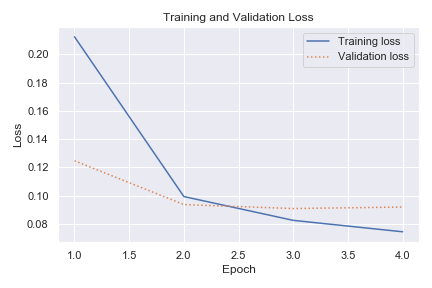 Training and Validation Loss
Training loss
Validation loss
0.20
0.18
0.16
0.14
0.12
0.10
0.08
Loss
1.0 1.5 2.0 2.5 3.0 3.5 4.0
Epoch